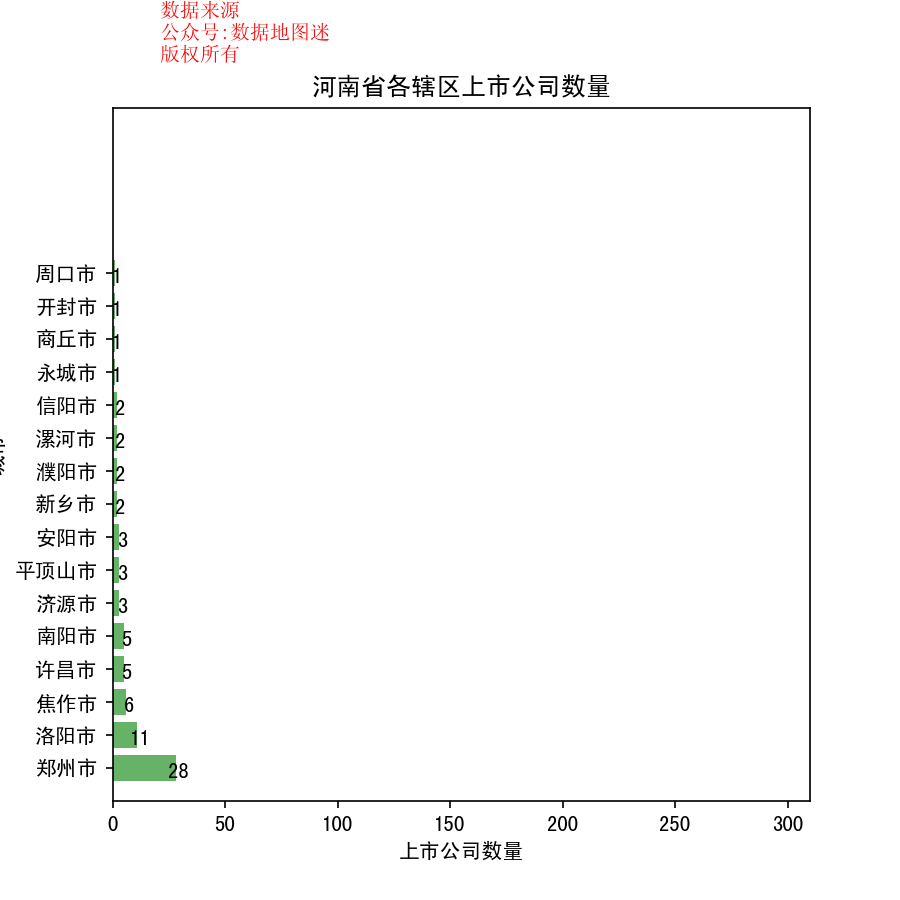 数据来源
公众号:数据地图迷
版权所有
河南省各辖区上市公司数量
周口市 1
开封市 1
商丘市 1
永城市 1
信阳市 2
漯河市 2
濮阳市 2
新乡市 2
安阳市 3
平顶山市 3
济源市 3
南阳市 5
许昌市 5
焦作市 6
洛阳市 11
郑州市 28
0 50 100 150 200 250 300
上市公司数量